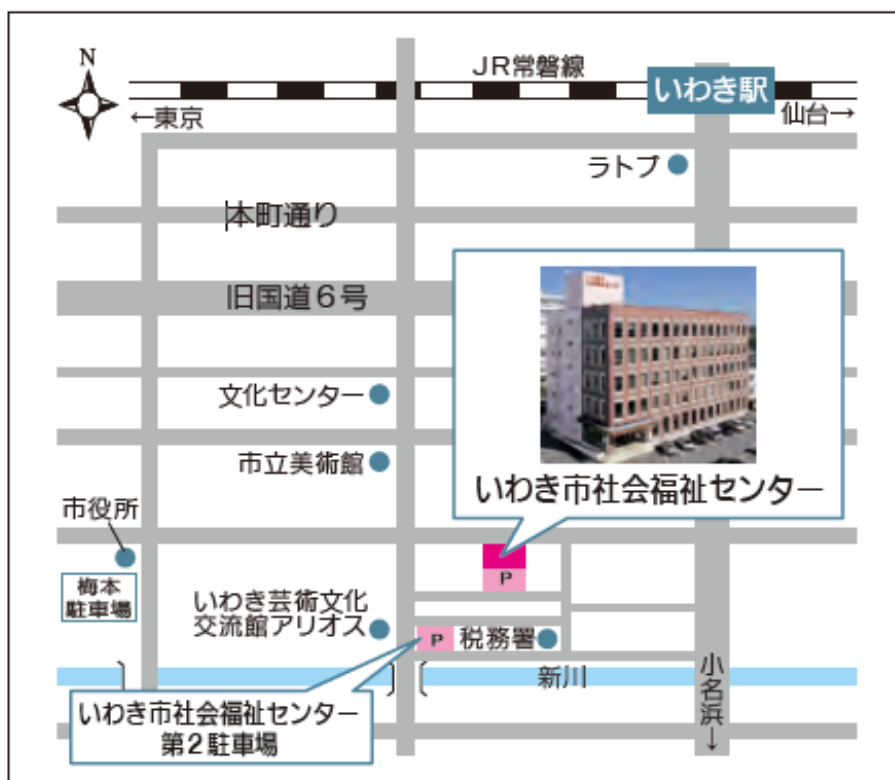 N
JR常磐線
いわき駅
←東京
仙台→
ラトブ
本町通り
旧国道6号
文化センター
市立美術館
いわき市社会福祉センター
市役所
梅本
駐車場
P
いわき芸術文化
交流館アリオス
P
税務署
新川
小名浜→
いわき市社会福祉センター
第2駐車場